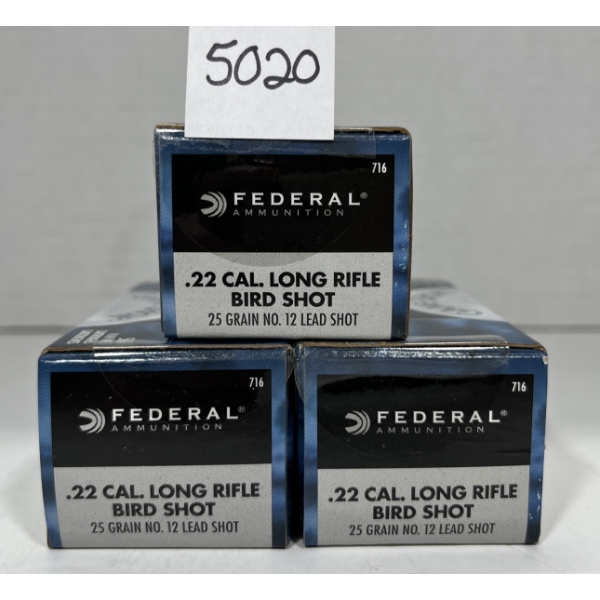 5020
716
FEDERAL®
AMMUNITION
.22 CAL. LONG RIFLE
BIRD SHOT
25 GRAIN NO. 12 LEAD SHOT
716
FEDERAL®
AMMUNITION
.22 CAL. LONG RIFLE
BIRD SHOT
25 GRAIN NO. 12 LEAD SHOT
716
FEDERAL®
AMMUNITION
.22 CAL. LONG RIFLE
BIRD SHOT
25 GRAIN NO. 12 LEAD SHOT